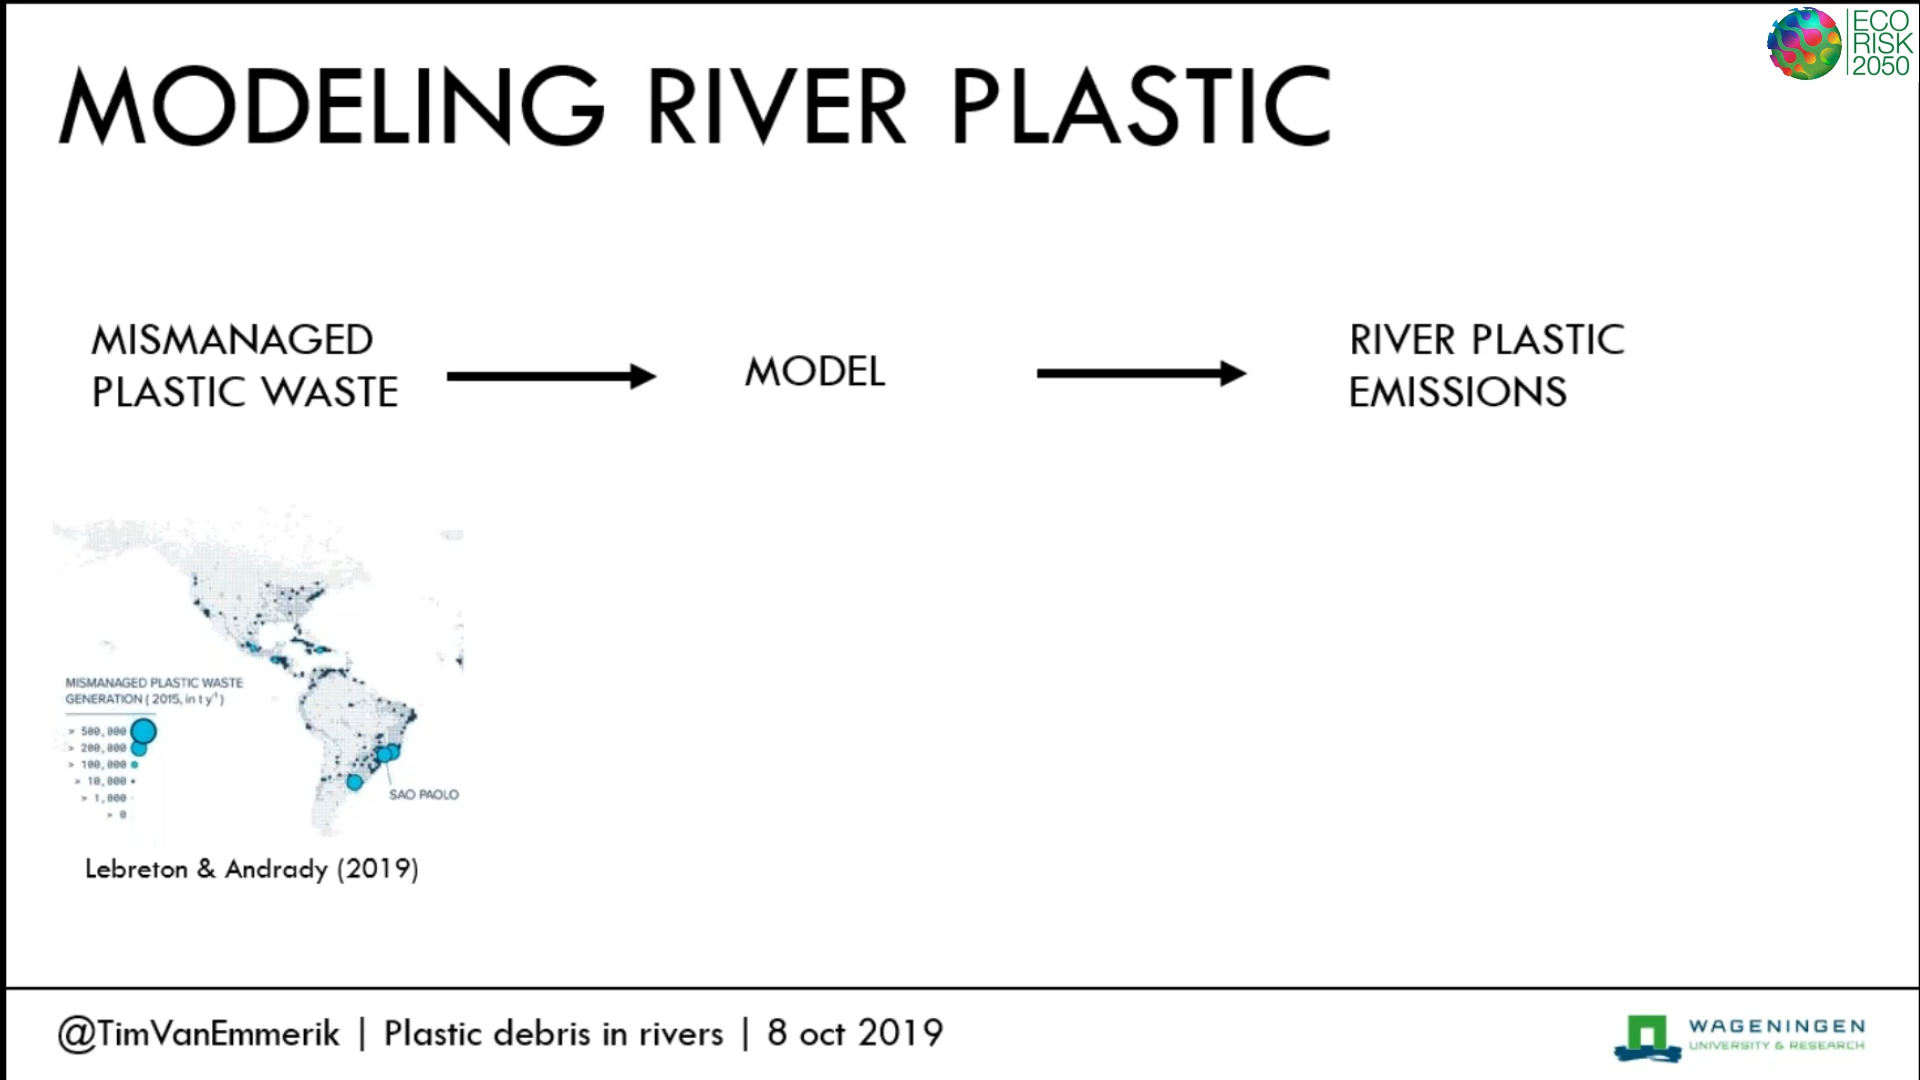 ECO
RISK
2050
MODELING RIVER PLASTIC
MISMANAGED
PLASTIC WASTE
MODEL
RIVER PLASTIC
EMISSIONS
MISMANAGED PLASTIC WASTE
GENERATION ( 2015, in t y⁻¹ )
> 500,000
> 200,000
> 100,000
> 10,000
> 1,000
> 0
SAO PAOLO
Lebreton & Andrady (2019)
@TimVanEmmerik | Plastic debris in rivers | 8 oct 2019
WAGENINGEN
UNIVERSITY & RESEARCH